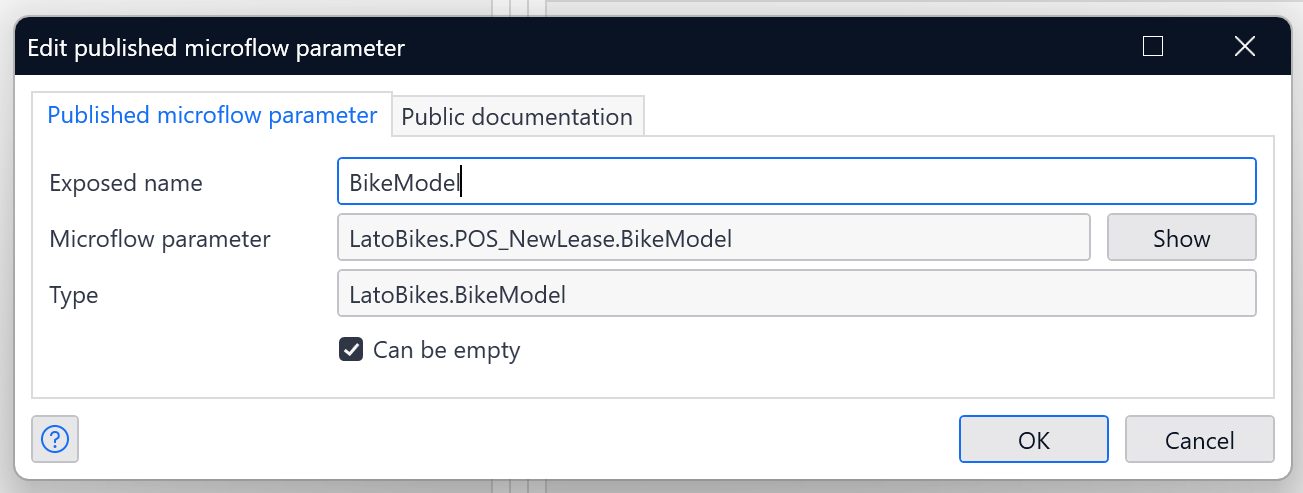 Edit published microflow parameter
Published microflow parameter
Public documentation
Exposed name
BikeModel
Microflow parameter
LatoBikes.POS_NewLease.BikeModel
Show
Type
LatoBikes.BikeModel
Can be empty
?
OK
Cancel